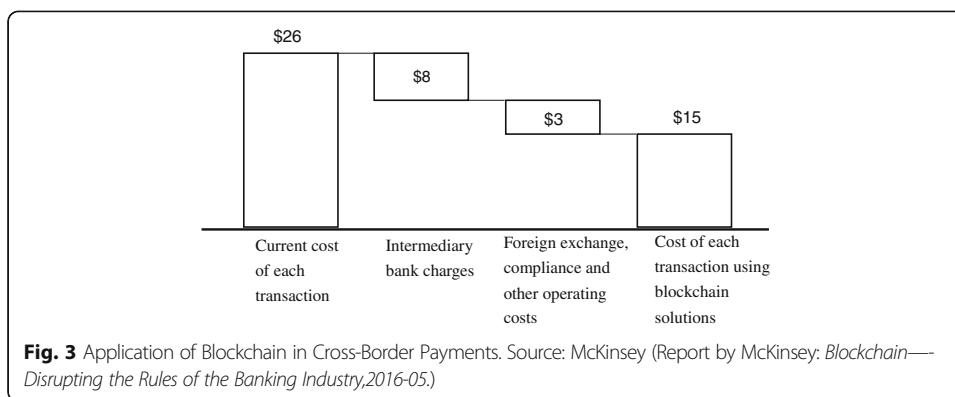 $26
$8
$3
$15
Current cost
of each
transaction
Intermediary
bank charges
Foreign exchange,
compliance and
other operating
costs
Cost of each
transaction using
blockchain
solutions
Fig. 3 Application of Blockchain in Cross-Border Payments. Source: McKinsey (Report by McKinsey: Blockchain—-
Disrupting the Rules of the Banking Industry,2016-05.)